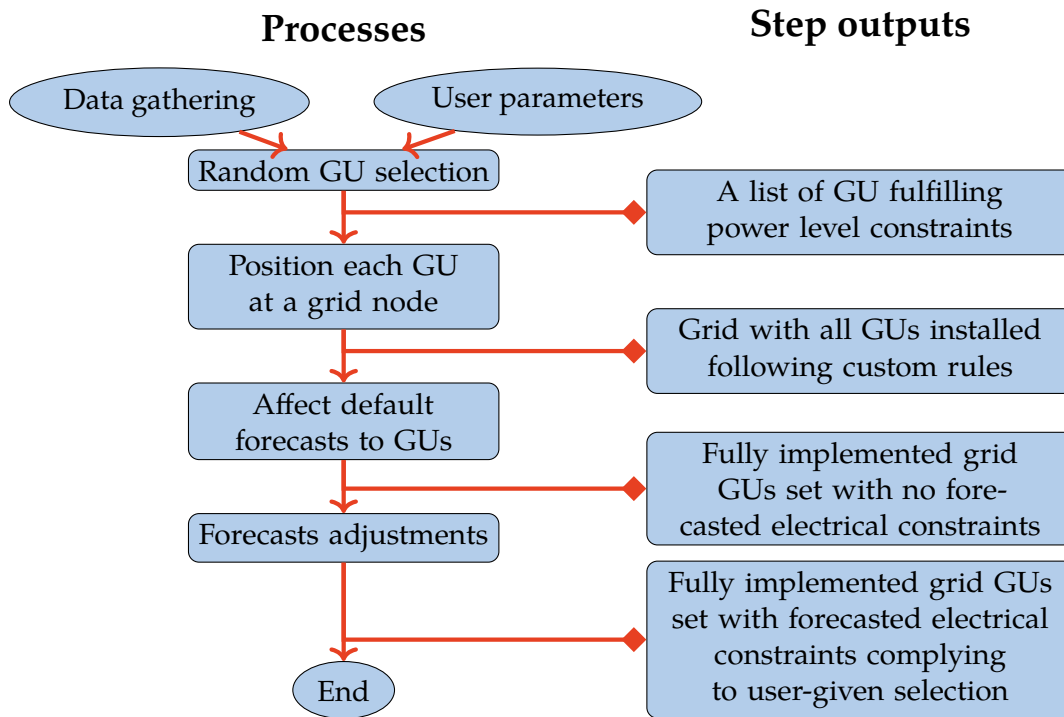 Processes
Step outputs
Data gathering
User parameters
Random GU selection
A list of GU fulfilling
power level constraints
Position each GU
at a grid node
Grid with all GUs installed
following custom rules
Affect default
forecasts to GUs
Fully implemented grid
GUs set with no fore-
casted electrical constraints
Forecasts adjustments
Fully implemented grid GUs
set with forecasted electrical
constraints complying
to user-given selection
End